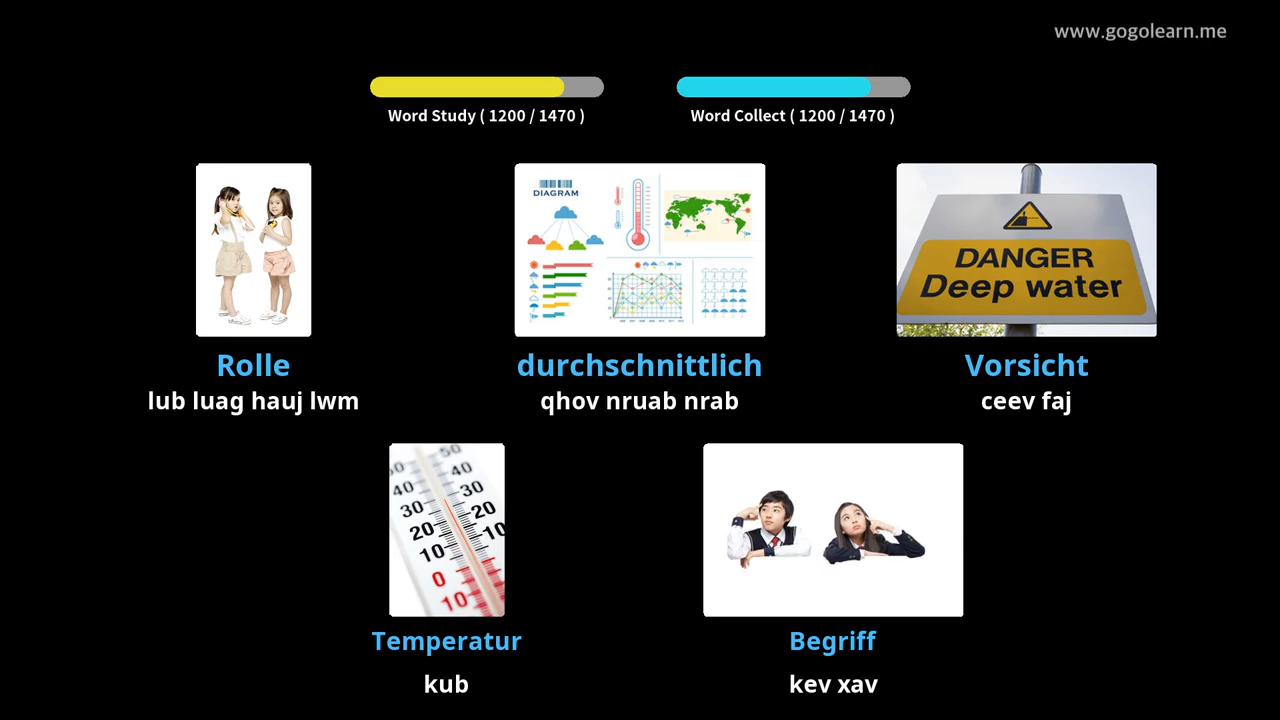 www.gogolearn.me
Word Study ( 1200 / 1470 )
Word Collect ( 1200 / 1470 )
DIAGRAM
DANGER
Deep water
Rolle
durchschnittlich
Vorsicht
lub luag hauj lwm
qhov nruab nrab
ceev faj
50
40
40
30
30
20
20
10
10
0
10
Temperatur
Begriff
kub
kev xav